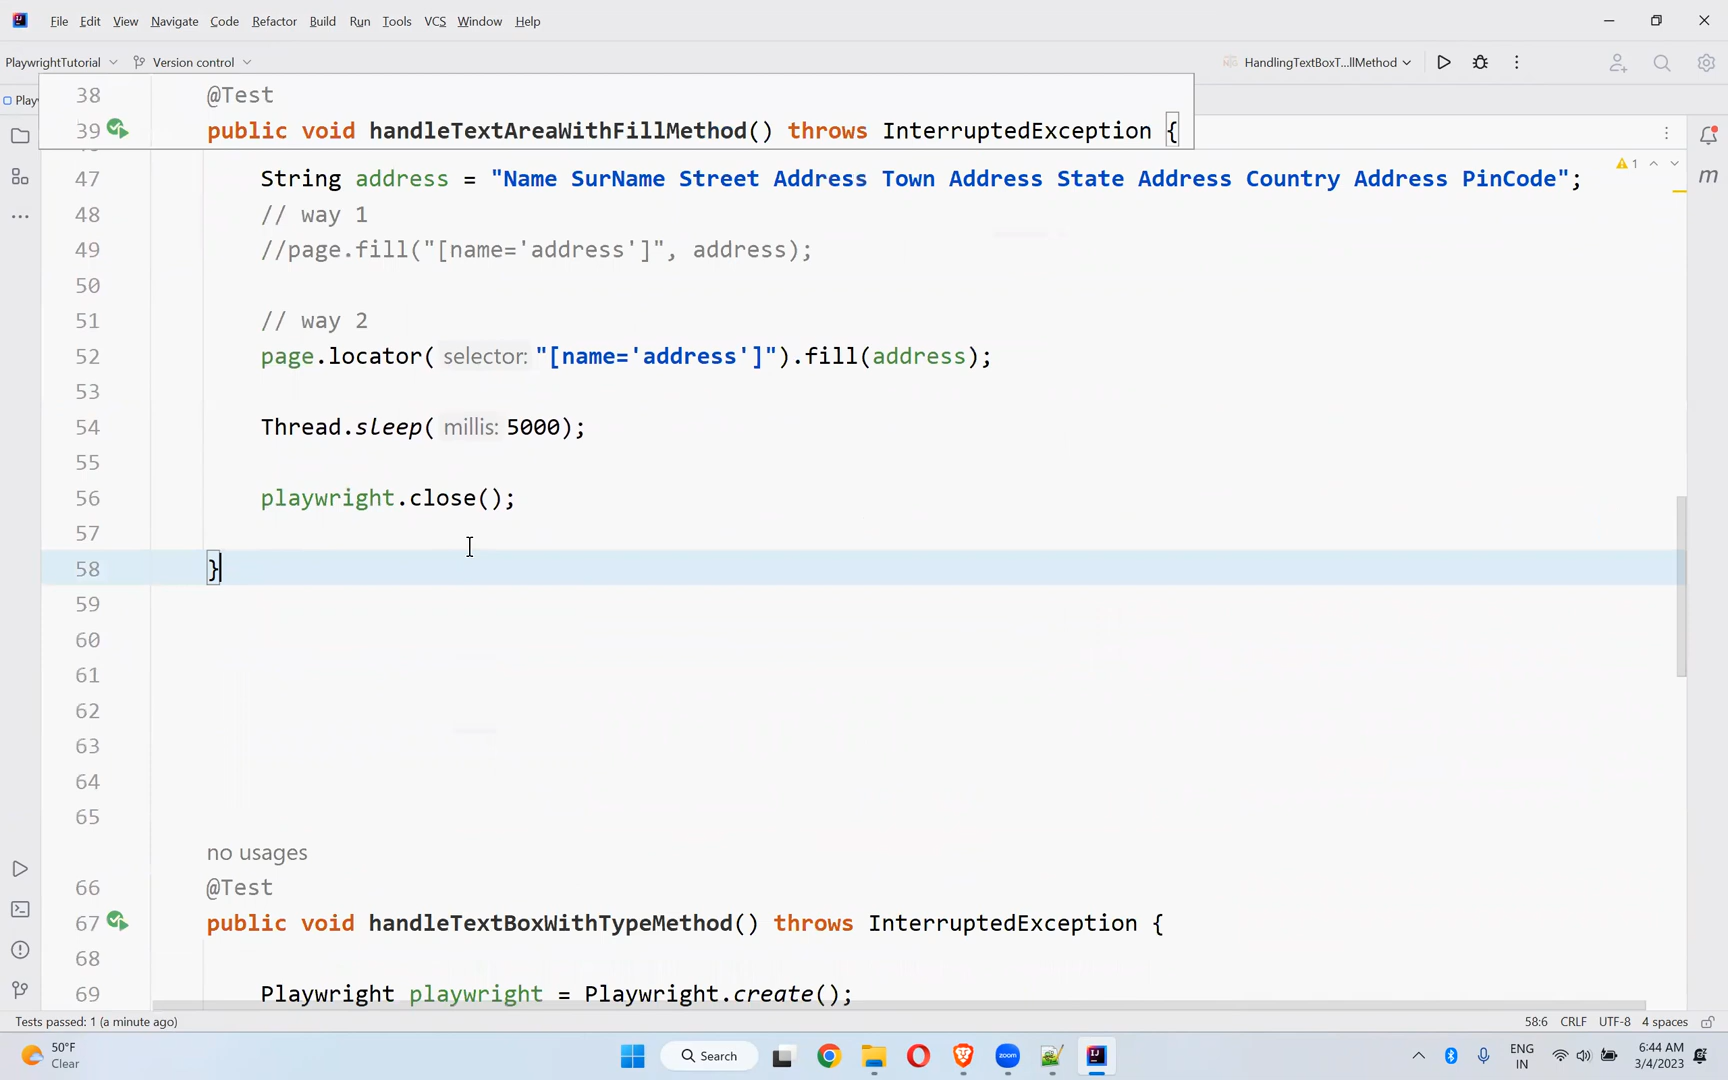 File Edit View Navigate Code Refactor Build Run Tools VCS Window Help
PlaywrightTutorial Version control HandlingTextBoxT...llMethod
Play
38 @Test
39 public void handleTextAreaWithFillMethod() throws InterruptedException {
47 String address = "Name SurName Street Address Town Address State Address Country Address PinCode"; 1
48 // way 1
49 //page.fill("[name='address']", address);
50
51 // way 2
52 page.locator( selector: "[name='address']").fill(address);
53
54 Thread.sleep( millis: 5000);
55
56 playwright.close();
57
58 }
59
60
61
62
63
64
65
no usages
66 @Test
67 public void handleTextBoxWithTypeMethod() throws InterruptedException {
68
69 Playwright playwright = Playwright.create();
Tests passed: 1 (a minute ago) 58:6 CRLF UTF-8 4 spaces
50°F
Clear
Search
zoom
ENG
IN
6:44 AM
3/4/2023